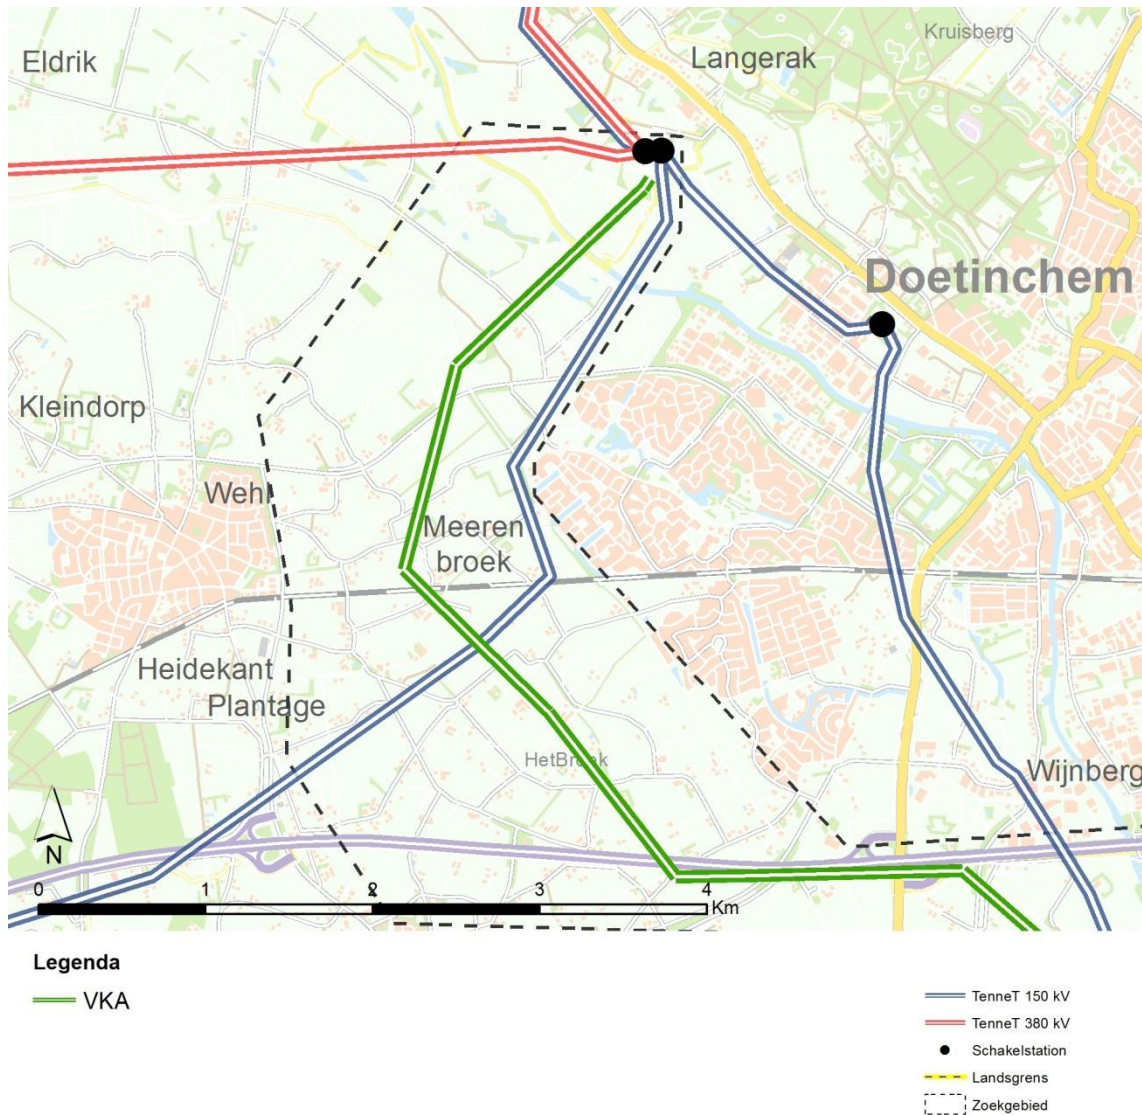 Kruisberg
Eldrik
Langerak
Doetinchem
Kleindorp
Wehl
Meeren
broek
Heidekant
Plantage
HetBroek
Wijnberg
N
0 1 2 3 4
Km
Legenda
VKA
TenneT 150 kV
TenneT 380 kV
Schakelstation
Landsgrens
Zoekgebied